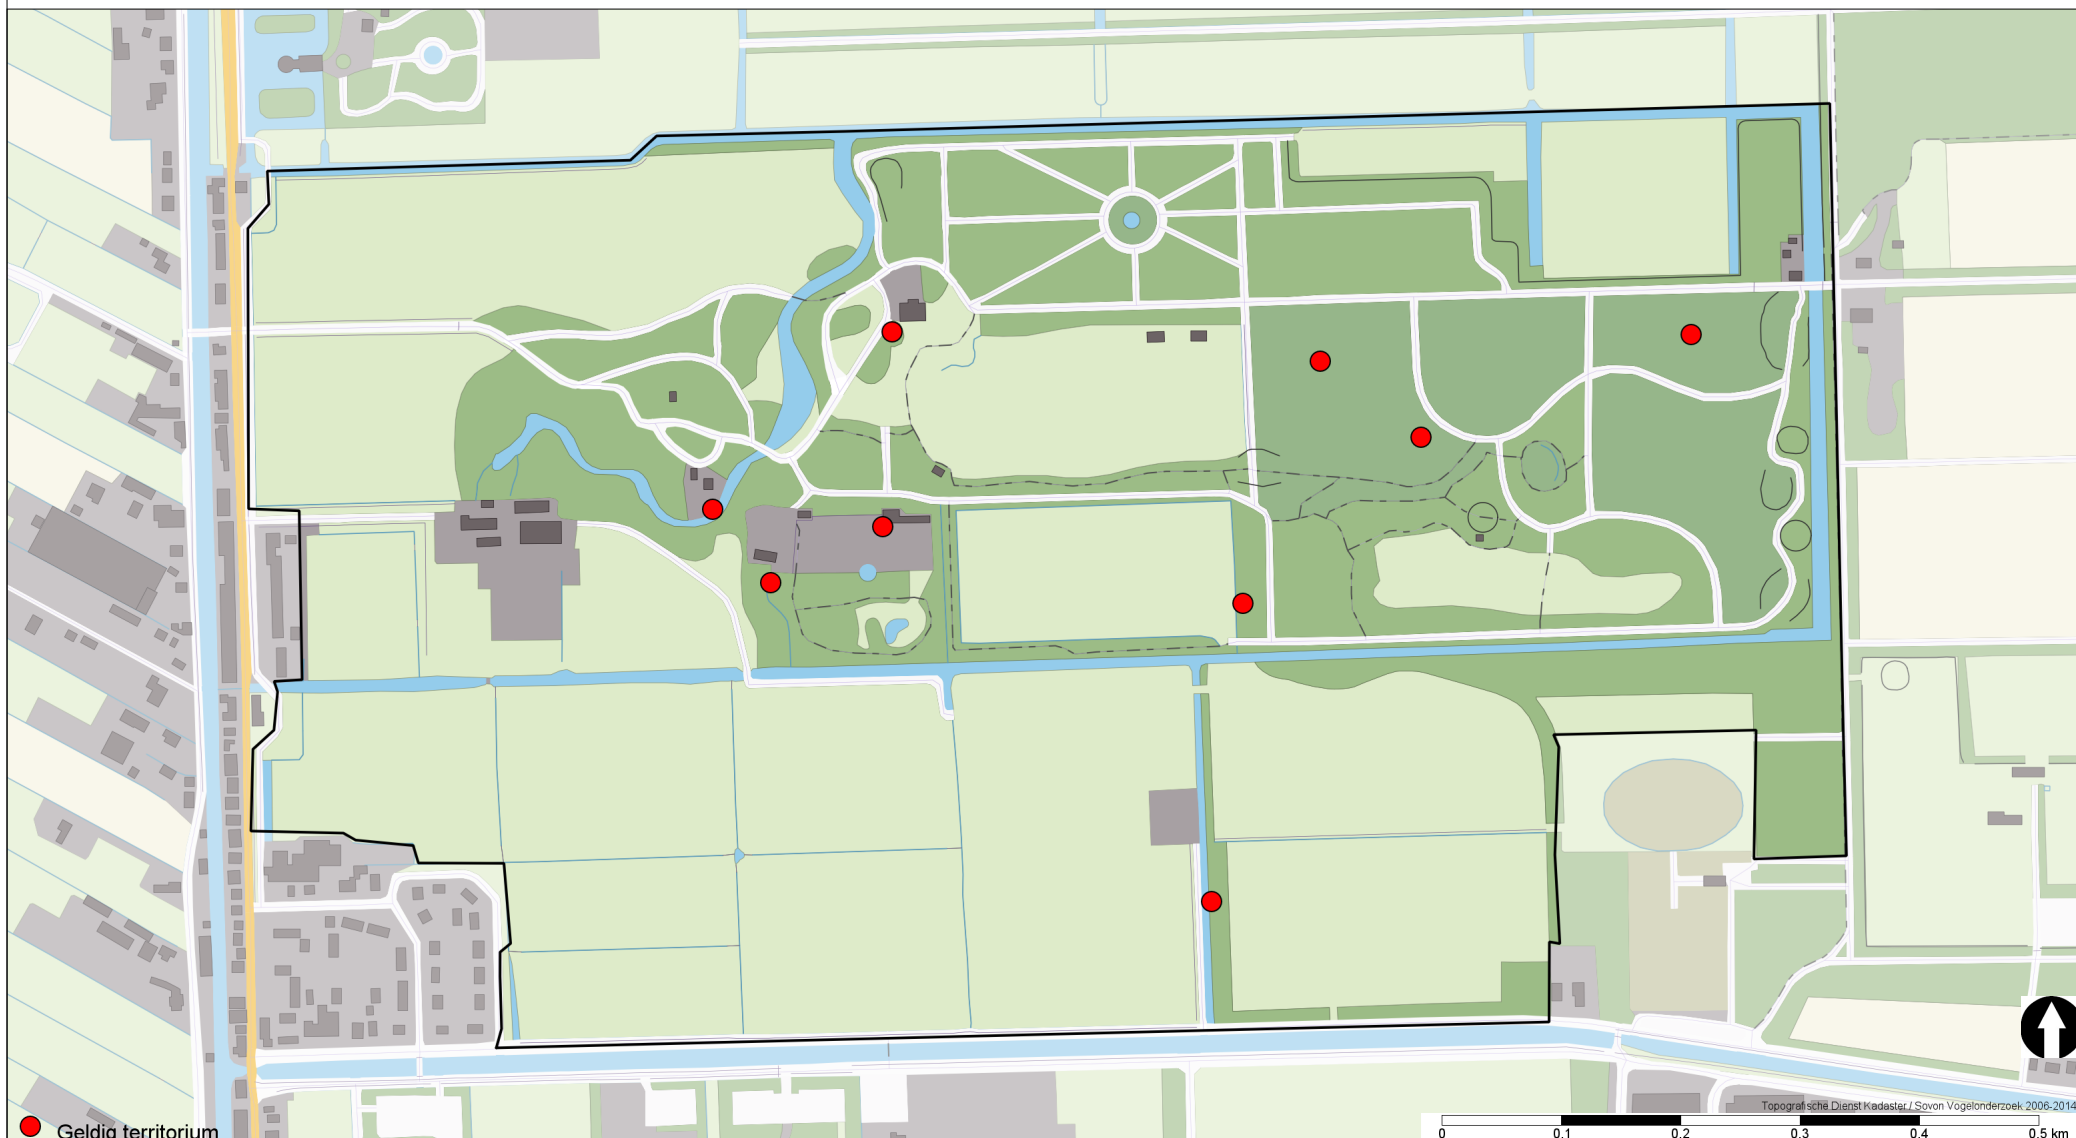 Topografische Dienst Kadaster / Sovon Vogelonderzoek 2006-2014
Geldig territorium
0 0.1 0.2 0.3 0.4 0.5 km